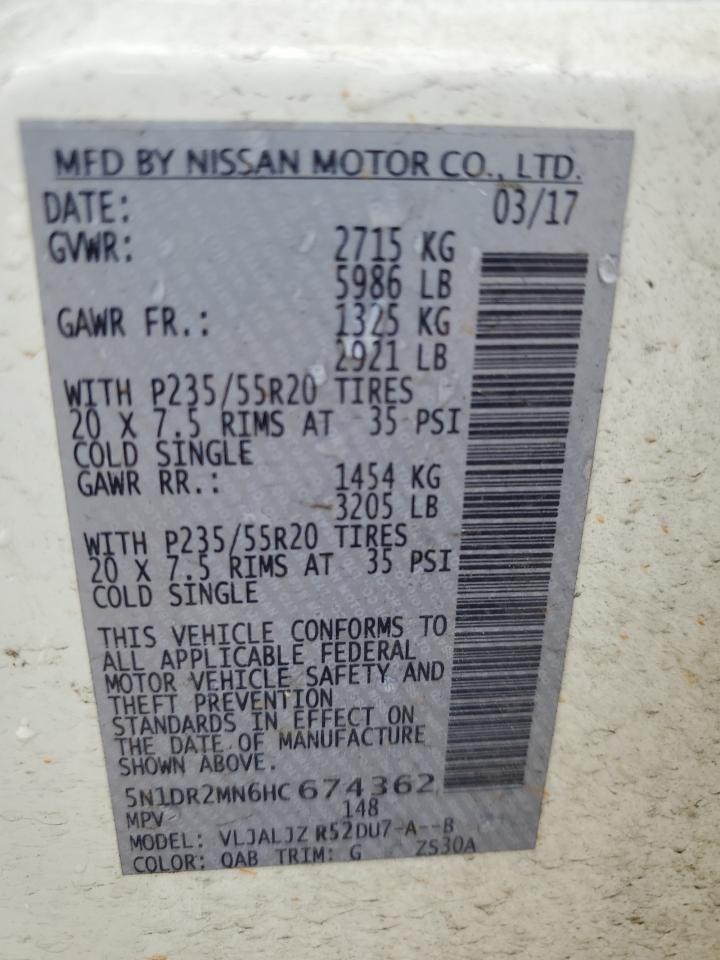 MFD BY NISSAN MOTOR CO., LTD.
DATE: 03/17
GVWR: 2715 KG
5986 LB
GAWR FR.: 1325 KG
2921 LB
WITH P235/55R20 TIRES
20 X 7.5 RIMS AT 35 PSI
COLD SINGLE
GAWR RR.: 1454 KG
3205 LB
WITH P235/55R20 TIRES
20 X 7.5 RIMS AT 35 PSI
COLD SINGLE
THIS VEHICLE CONFORMS TO
ALL APPLICABLE FEDERAL
MOTOR VEHICLE SAFETY AND
THEFT PREVENTION
STANDARDS IN EFFECT ON
THE DATE OF MANUFACTURE
SHOWN ABOVE.
5N1DR2MN6HC674362
MPV 148
MODEL: VLJALJZ R52DU7-A--B
COLOR: QAB TRIM: G ZS30A